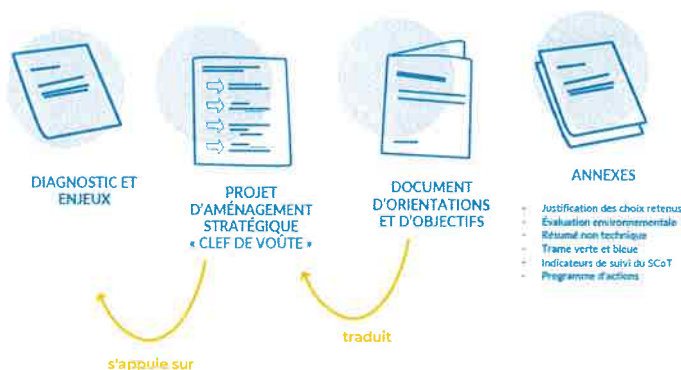 DIAGNOSTIC ET
ENJEUX
PROJET
D'AMÉNAGEMENT
STRATÉGIQUE
« CLEF DE VOÛTE »
DOCUMENT
D'ORIENTATIONS
ET D'OBJECTIFS
ANNEXES
- Justification des choix retenus
- Évaluation environnementale
- Résumé non technique
- Trame verte et bleue
- Indicateurs de suivi du SCoT
- Programme d'actions
s'appuie sur
traduit